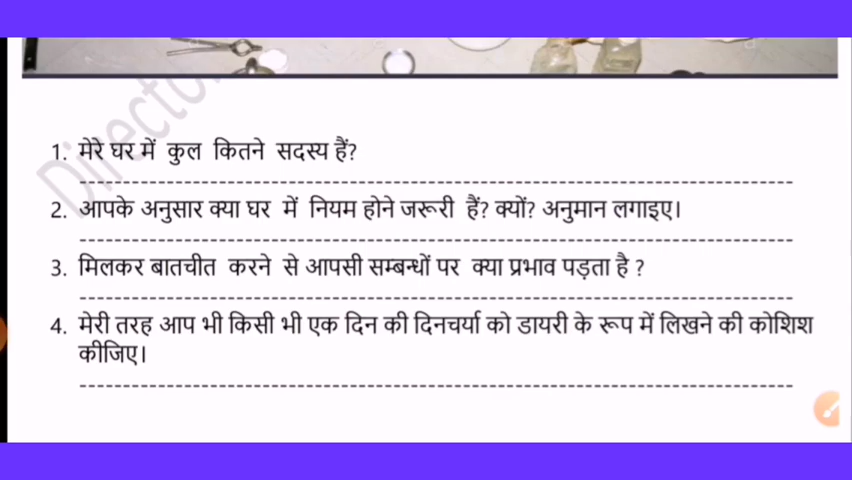 Directo
1. मेरे घर में कुल कितने सदस्य हैं?
2. आपके अनुसार क्या घर में नियम होने जरूरी हैं? क्यों? अनुमान लगाइए।
3. मिलकर बातचीत करने से आपसी सम्बन्धों पर क्या प्रभाव पड़ता है ?
4. मेरी तरह आप भी किसी भी एक दिन की दिनचर्या को डायरी के रूप में लिखने की कोशिश
कीजिए।